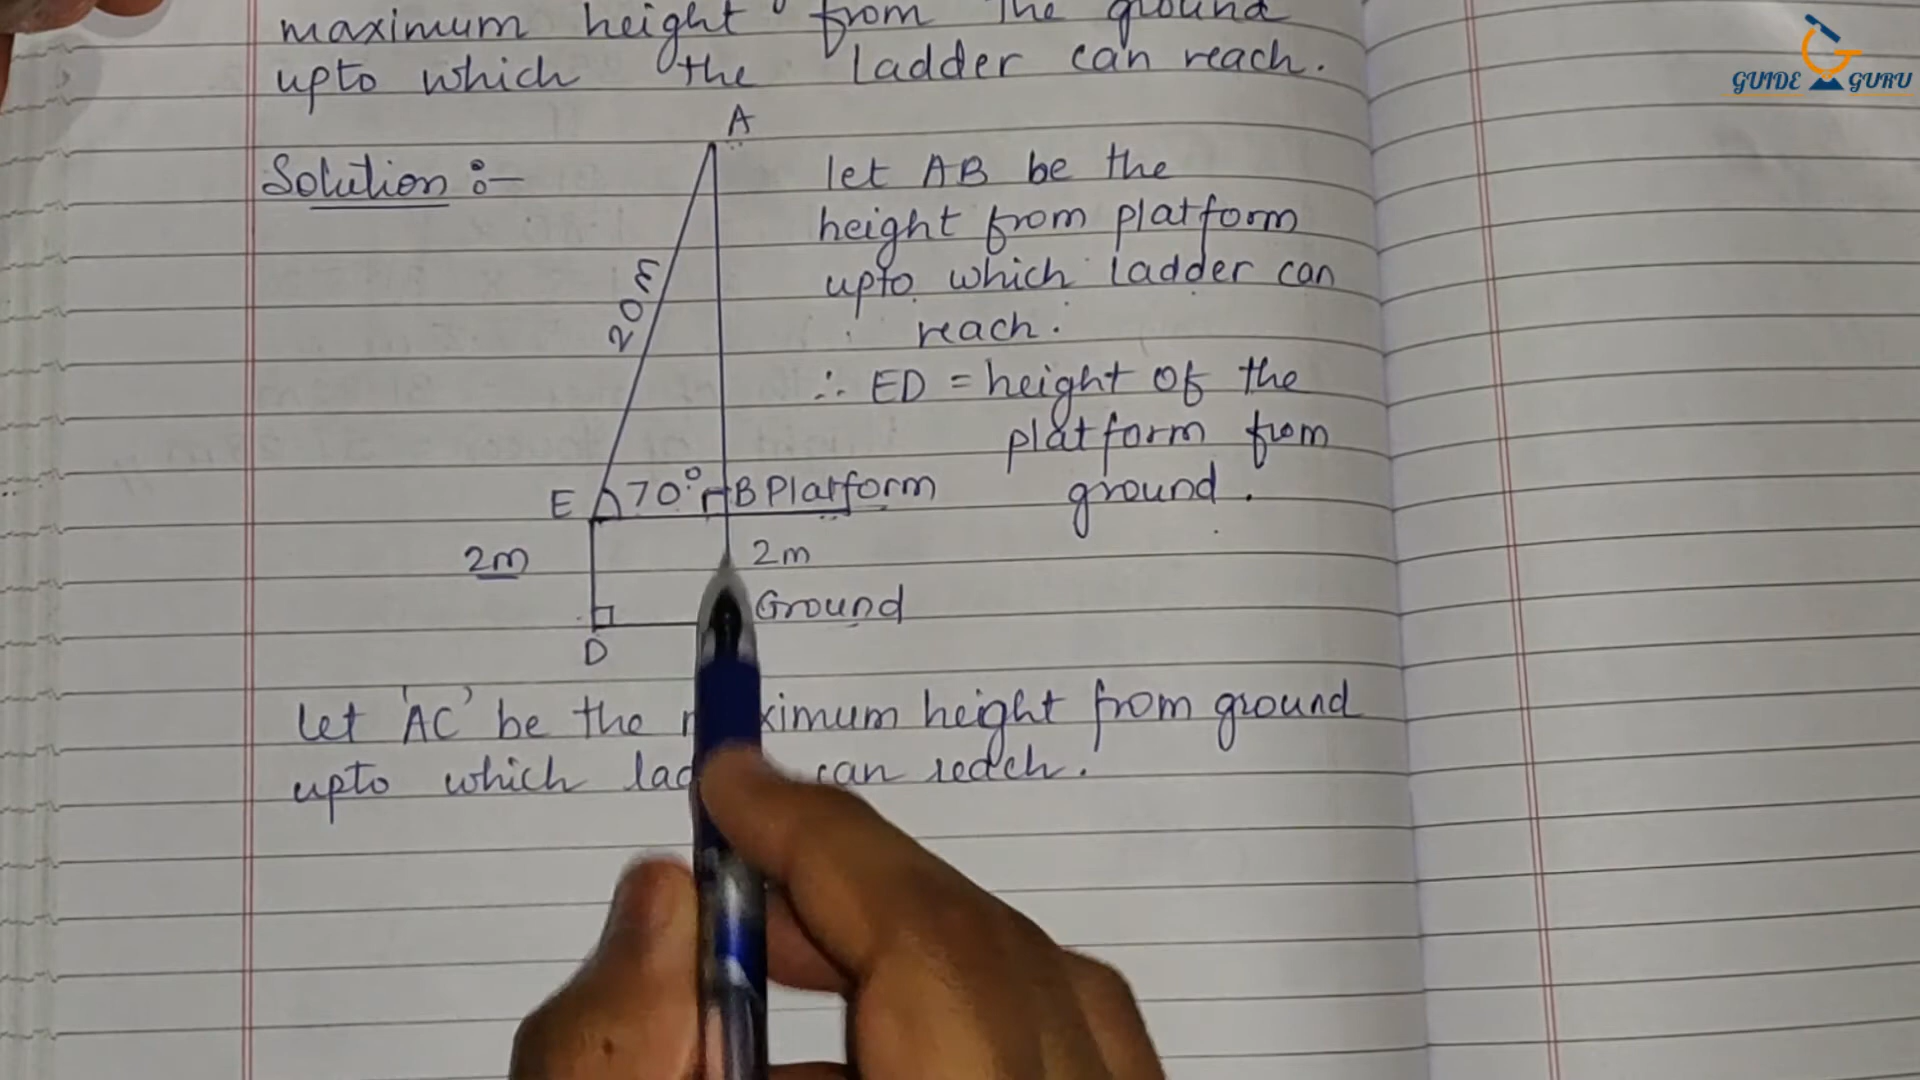 maximum height from the ground
upto which the ladder can reach.
GUIDE GURU
A
Solution :-
let AB be the
height from platform
upto which ladder can
reach.
20m
∴ ED = height of the
platform from
ground.
E 70° B Platform
2m
2m
Ground
D
Let 'AC' be the ximum height from ground
upto which can reach.